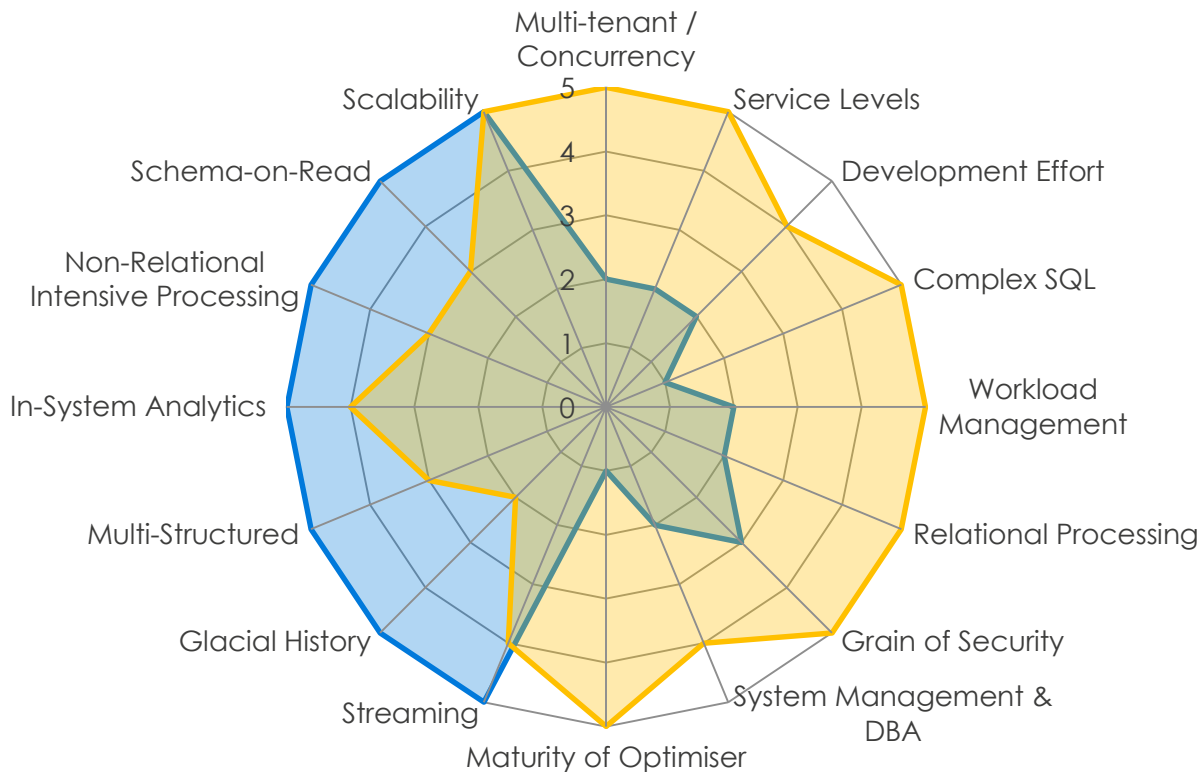 Multi-tenant /
Concurrency
Service Levels
Development Effort
Complex SQL
Workload
Management
Relational Processing
Grain of Security
System Management &
DBA
Maturity of Optimiser
Streaming
Glacial History
Multi-Structured
In-System Analytics
Non-Relational
Intensive Processing
Schema-on-Read
Scalability
5
4
3
2
1
0